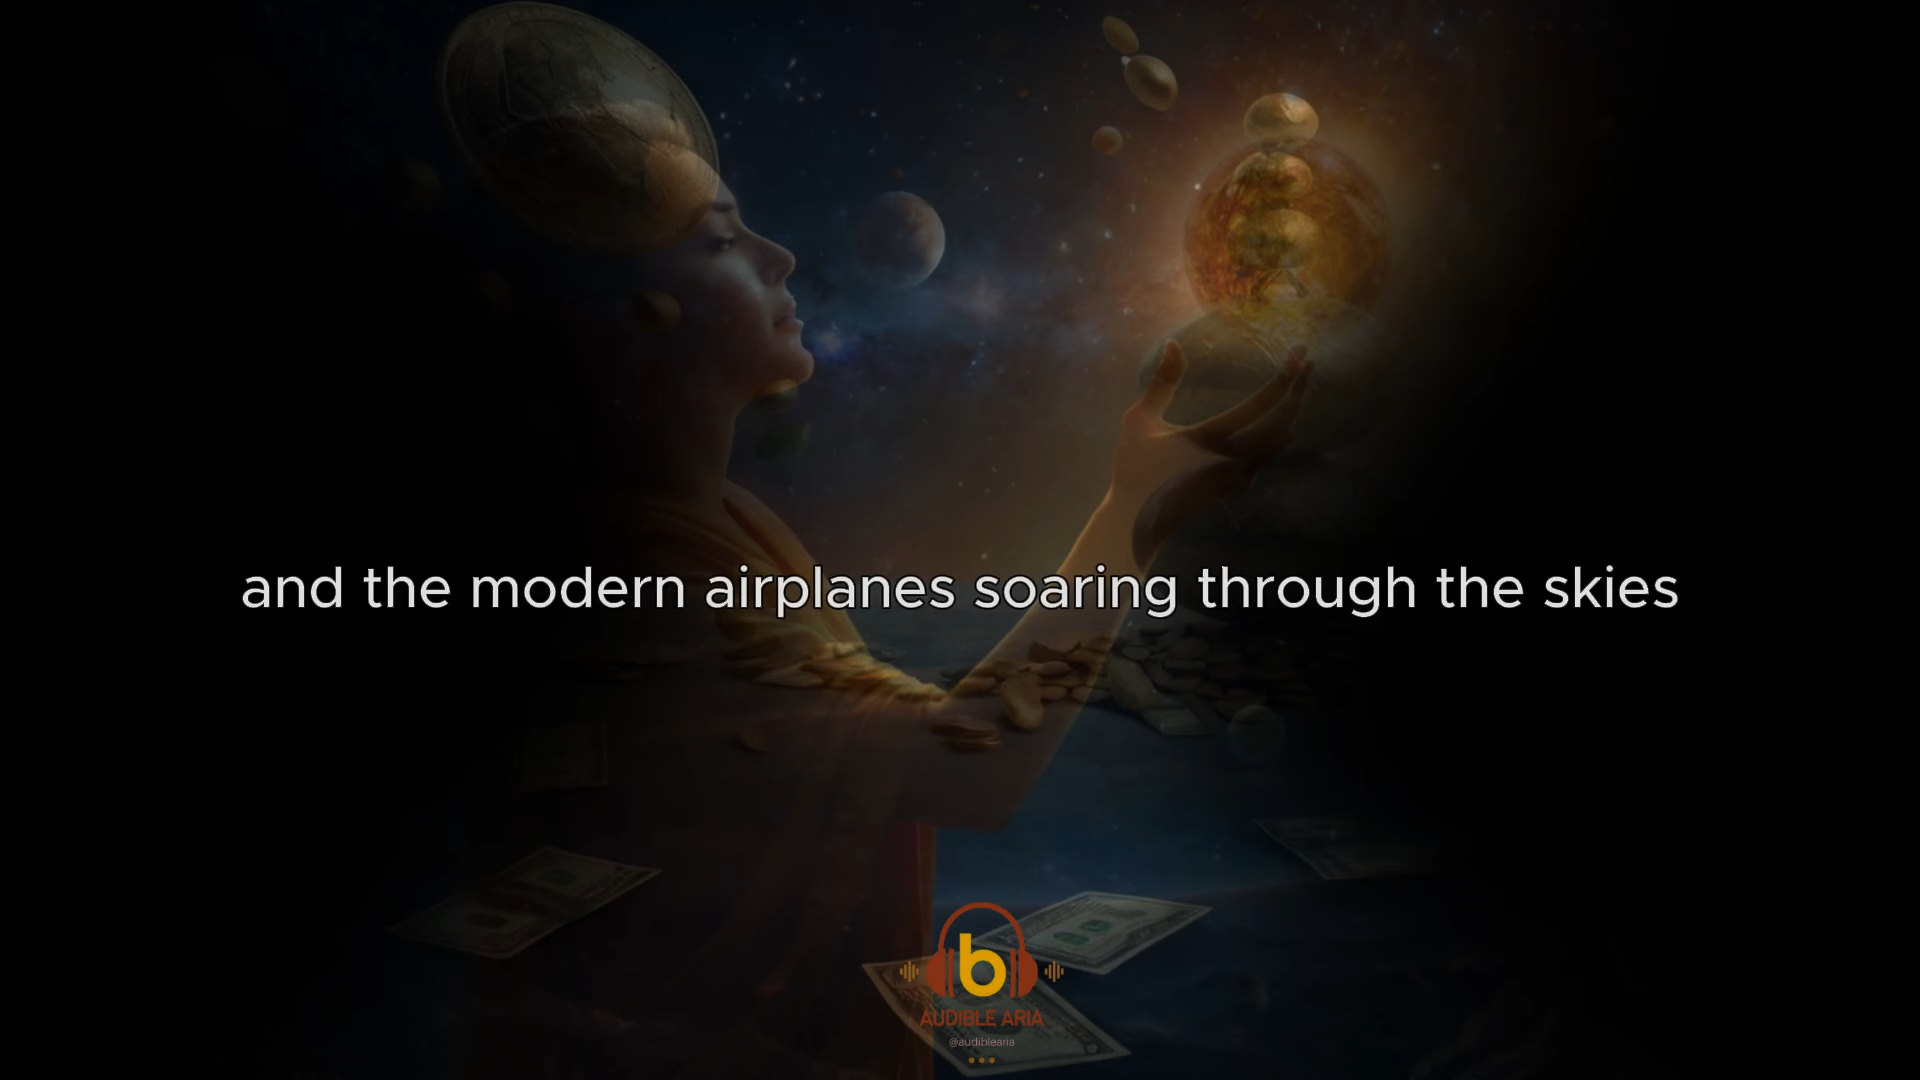 and the modern airplanes soaring through the skies
b
AUDIBLE ARIA
@audiblearia